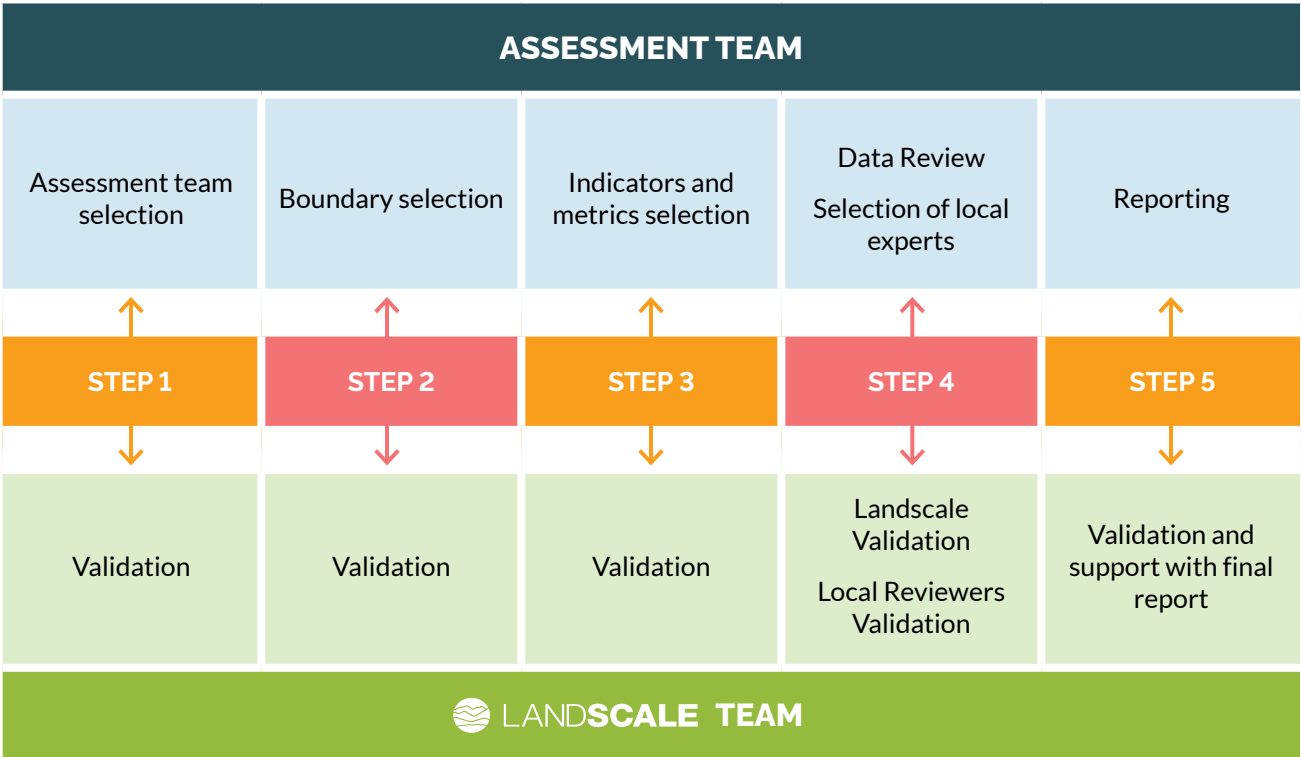 ASSESSMENT TEAM
Assessment team
selection
Boundary selection
Indicators and
metrics selection
Data Review
Selection of local
experts
Reporting
STEP 1
STEP 2
STEP 3
STEP 4
STEP 5
Validation
Validation
Validation
Landscale
Validation
Local Reviewers
Validation
Validation and
support with final
report
LANDSCALE TEAM